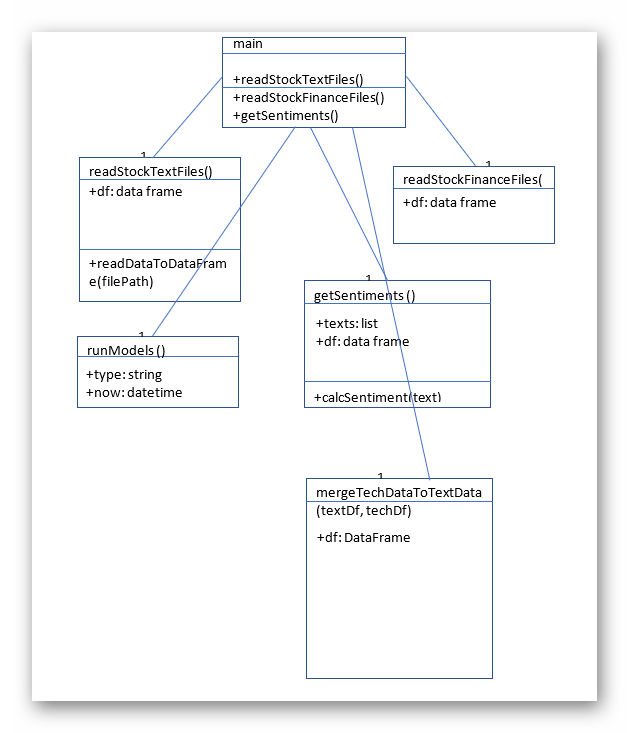 main
+readStockTextFiles()
+readStockFinanceFiles()
+getSentiments()
1
readStockTextFiles()
+df: data frame
+readDataToDataFram
e(filePath)
1
readStockFinanceFiles(
+df: data frame
1
runModels()
+type: string
+now: datetime
1
getSentiments()
+texts: list
+df: data frame
+calcSentiment(text)
1
mergeTechDataToTextData
(textDf, techDf)
+df: DataFrame